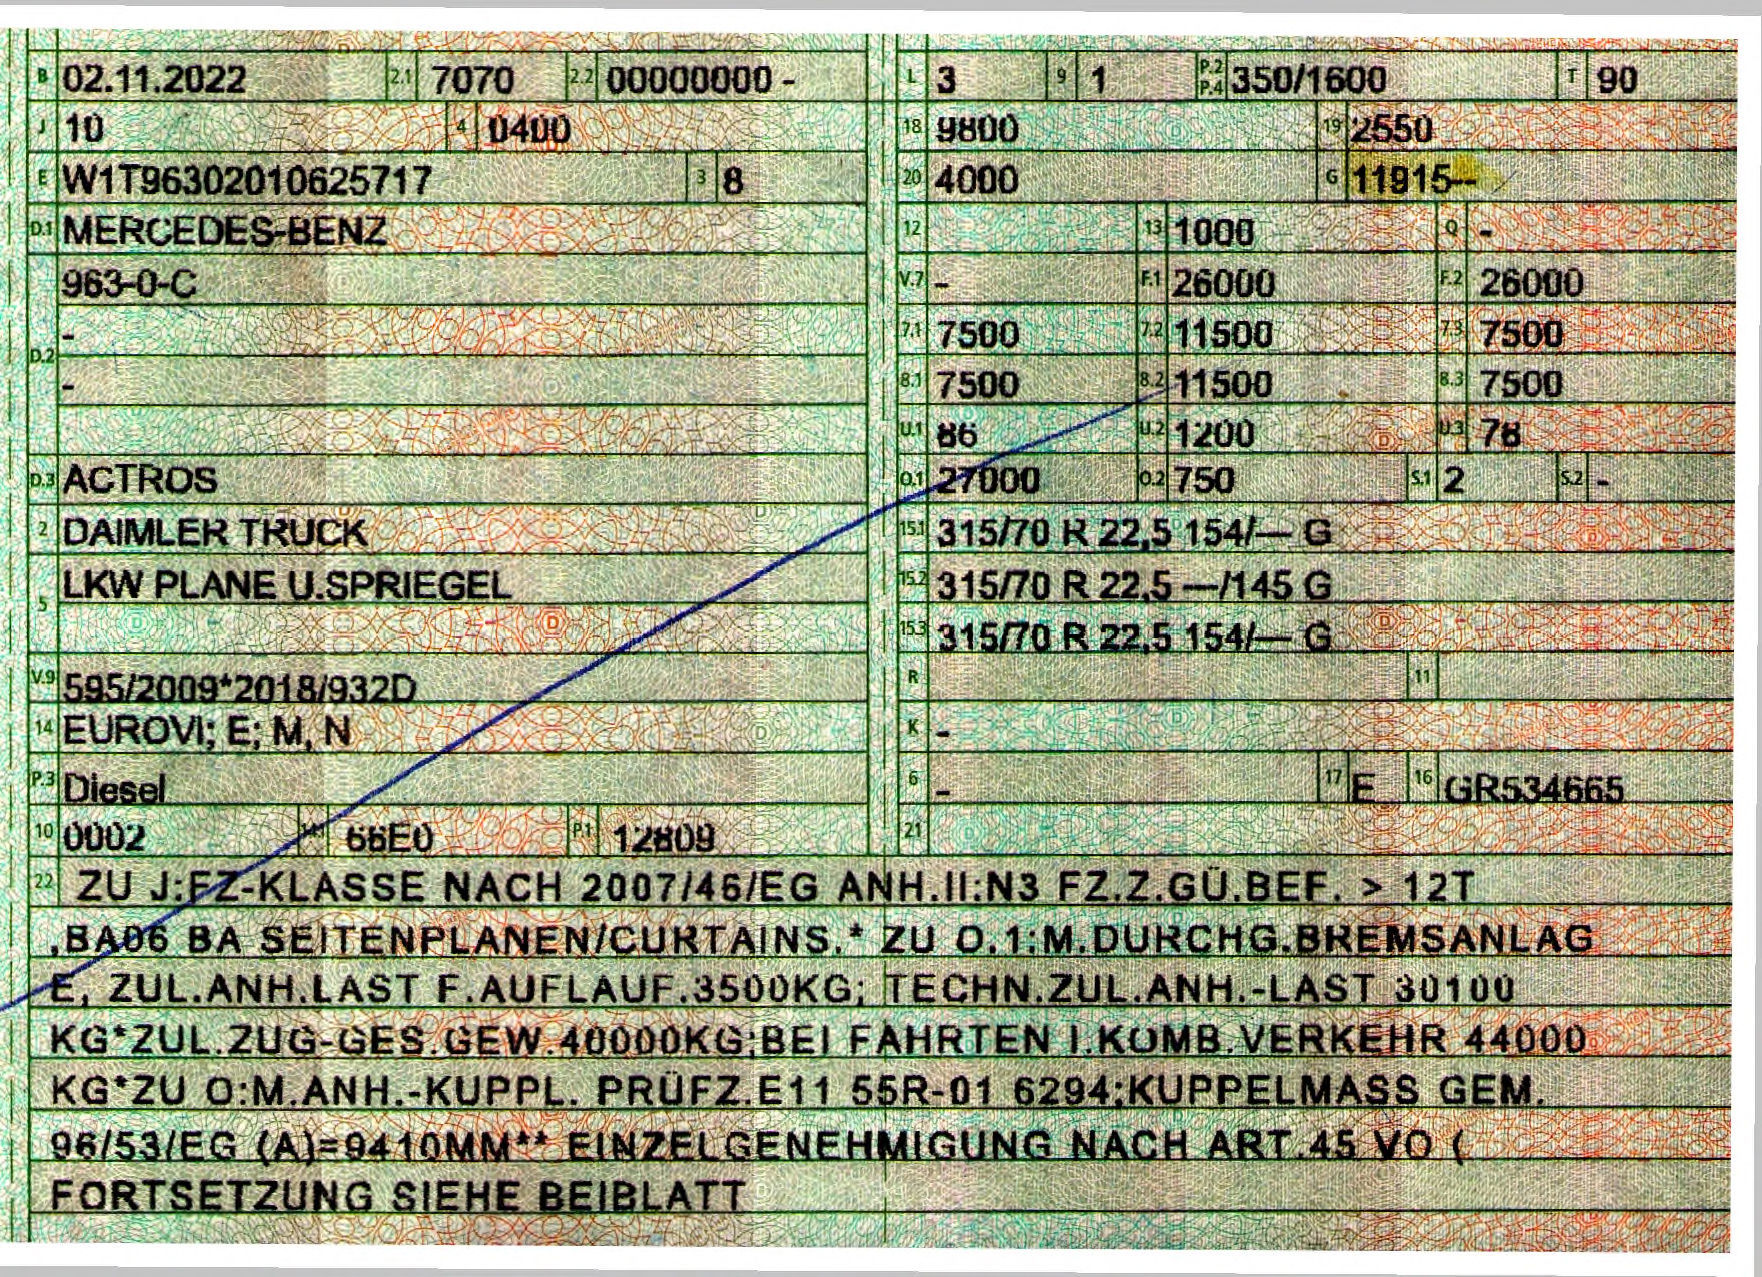 B 02.11.2022 2.1 7070 2.2 00000000 -
J 10 4 0400
E W1T96302010625717 3 8
D.1 MERCEDES-BENZ
963-0-C
-
D.2
-
D.3 ACTROS
2 DAIMLER TRUCK
LKW PLANE U.SPRIEGEL
5
V.9 595/2009*2018/932D
14 EUROVI; E; M, N
P.3 Diesel
10 0002 14.1 66E0 P.1 12809
L 3 9 1 P.2 P.4 350/1600 T 90
18 9800 19 2550
20 4000 G 11915--
12 13 1000 Q -
V.7 - F.1 26000 F.2 26000
7.1 7500 7.2 11500 7.3 7500
8.1 7500 8.2 11500 8.3 7500
U.1 86 U.2 1200 U.3 78
O.1 27000 O.2 750 S.1 2 S.2 -
15.1 315/70 R 22,5 154/— G
15.2 315/70 R 22,5 —/145 G
15.3 315/70 R 22,5 154/— G
R 11
K -
6 - 17 E 16 GR534665
21
22 ZU J:FZ-KLASSE NACH 2007/46/EG ANH.II:N3 FZ.Z.GÜ.BEF. > 12T
,BA06 BA SEITENPLANEN/CURTAINS.* ZU O.1:M.DURCHG.BREMSANLAG
E, ZUL.ANH.LAST F.AUFLAUF.3500KG; TECHN.ZUL.ANH.-LAST 30100
KG*ZUL.ZUG-GES.GEW.40000KG;BEI FAHRTEN I.KOMB.VERKEHR 44000
KG*ZU O:M.ANH.-KUPPL. PRÜFZ.E11 55R-01 6294;KUPPELMASS GEM.
96/53/EG (A)=9410MM** EINZELGENEHMIGUNG NACH ART.45 VO (
FORTSETZUNG SIEHE BEIBLATT